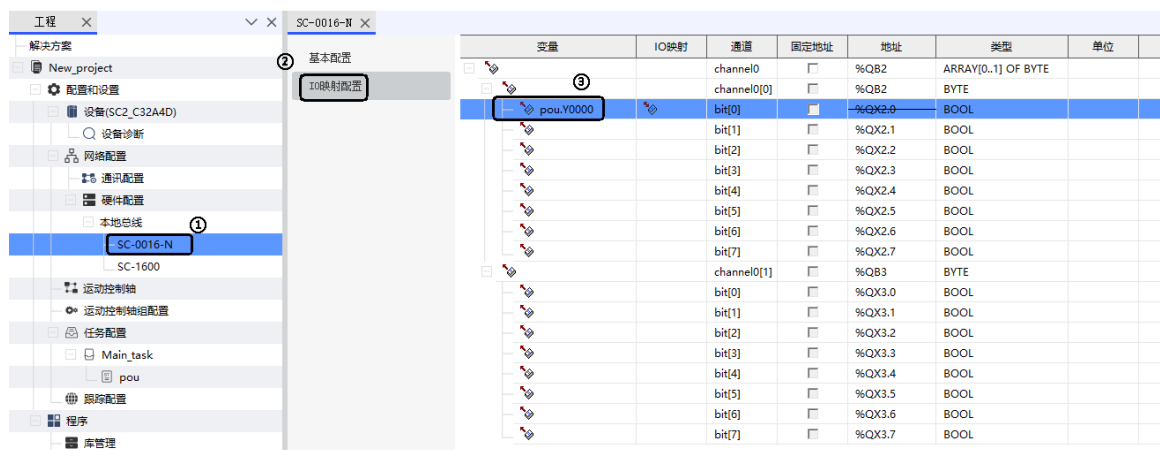 工程
SC-0016-N
解决方案
New_project
配置和设置
设备(SC2_C32A4D)
设备诊断
网络配置
通讯配置
硬件配置
本地总线
①
SC-0016-N
SC-1600
运动控制轴
运动控制轴组配置
任务配置
Main_task
pou
跟踪配置
程序
库管理
②
基本配置
IO映射配置
变量 IO映射 通道 固定地址 地址 类型 单位
channel0 %QB2 ARRAY[0..1] OF BYTE
③
channel0[0] %QB2 BYTE
pou.Y0000 bit[0] %QX2.0 BOOL
bit[1] %QX2.1 BOOL
bit[2] %QX2.2 BOOL
bit[3] %QX2.3 BOOL
bit[4] %QX2.4 BOOL
bit[5] %QX2.5 BOOL
bit[6] %QX2.6 BOOL
bit[7] %QX2.7 BOOL
channel0[1] %QB3 BYTE
bit[0] %QX3.0 BOOL
bit[1] %QX3.1 BOOL
bit[2] %QX3.2 BOOL
bit[3] %QX3.3 BOOL
bit[4] %QX3.4 BOOL
bit[5] %QX3.5 BOOL
bit[6] %QX3.6 BOOL
bit[7] %QX3.7 BOOL